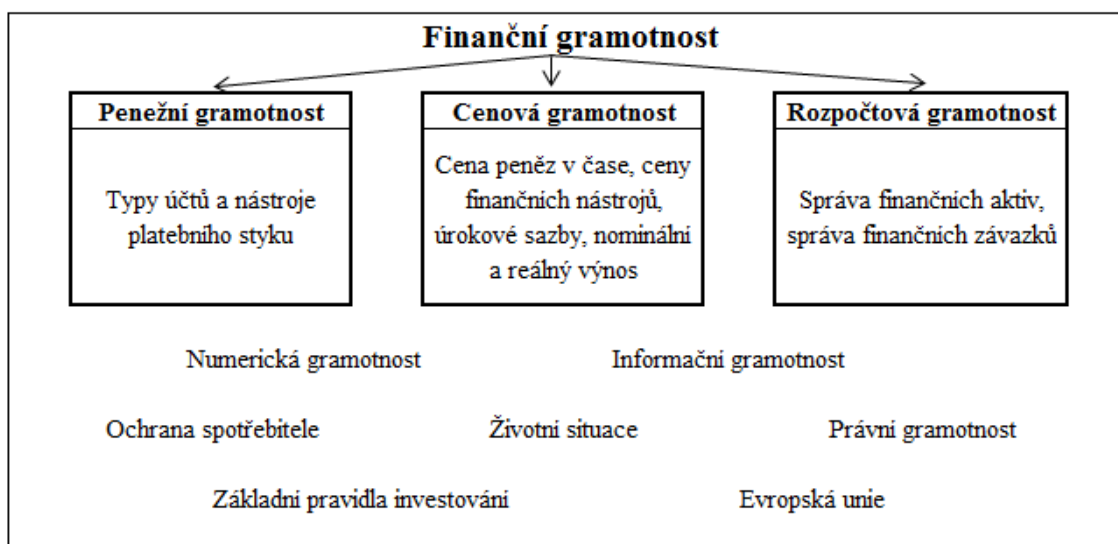 Finanční gramotnost
Penežní gramotnost
Typy účtů a nástroje
platebního styku
Cenová gramotnost
Cena peněz v čase, ceny
finančních nástrojů,
úrokové sazby, nominální
a reálný výnos
Rozpočtová gramotnost
Správa finančních aktiv,
správa finančních závazků
Numerická gramotnost
Informační gramotnost
Ochrana spotřebitele
Životní situace
Právní gramotnost
Základní pravidla investování
Evropská unie